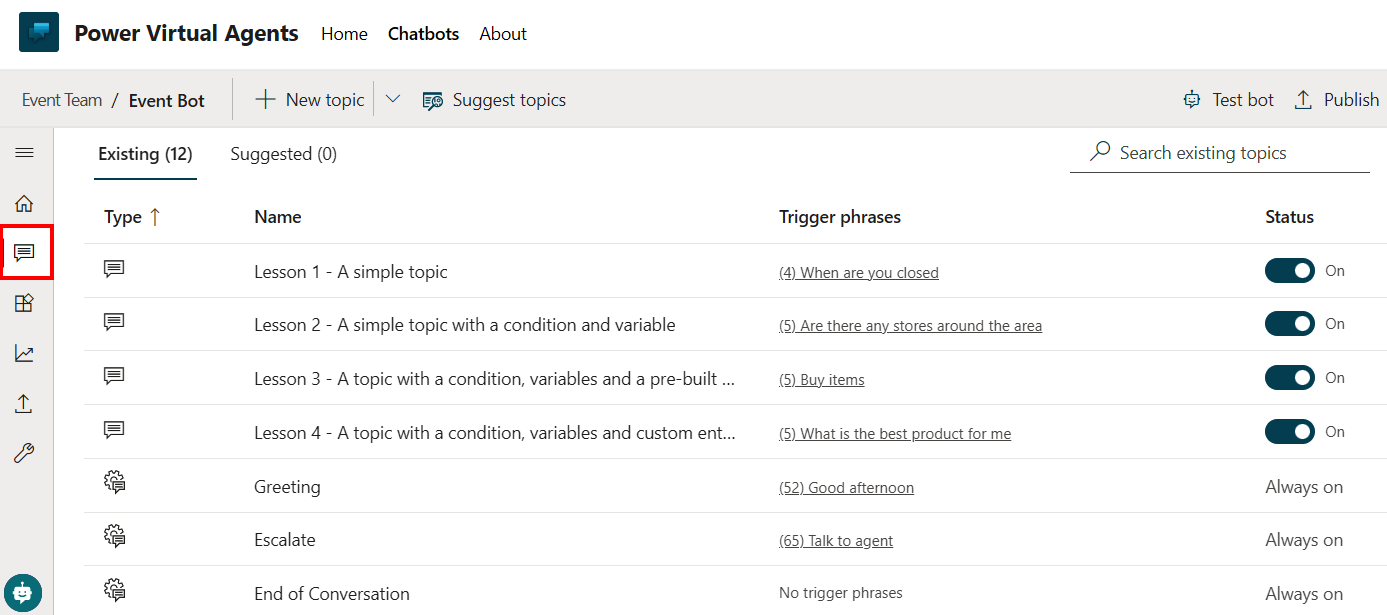 Power Virtual Agents Home Chatbots About
Event Team / Event Bot New topic Suggest topics Test bot Publish
Existing (12) Suggested (0) Search existing topics
Type ↑ Name Trigger phrases Status
Lesson 1 - A simple topic (4) When are you closed On
Lesson 2 - A simple topic with a condition and variable (5) Are there any stores around the area On
Lesson 3 - A topic with a condition, variables and a pre-built ... (5) Buy items On
Lesson 4 - A topic with a condition, variables and custom ent... (5) What is the best product for me On
Greeting (52) Good afternoon Always on
Escalate (65) Talk to agent Always on
End of Conversation No trigger phrases Always on